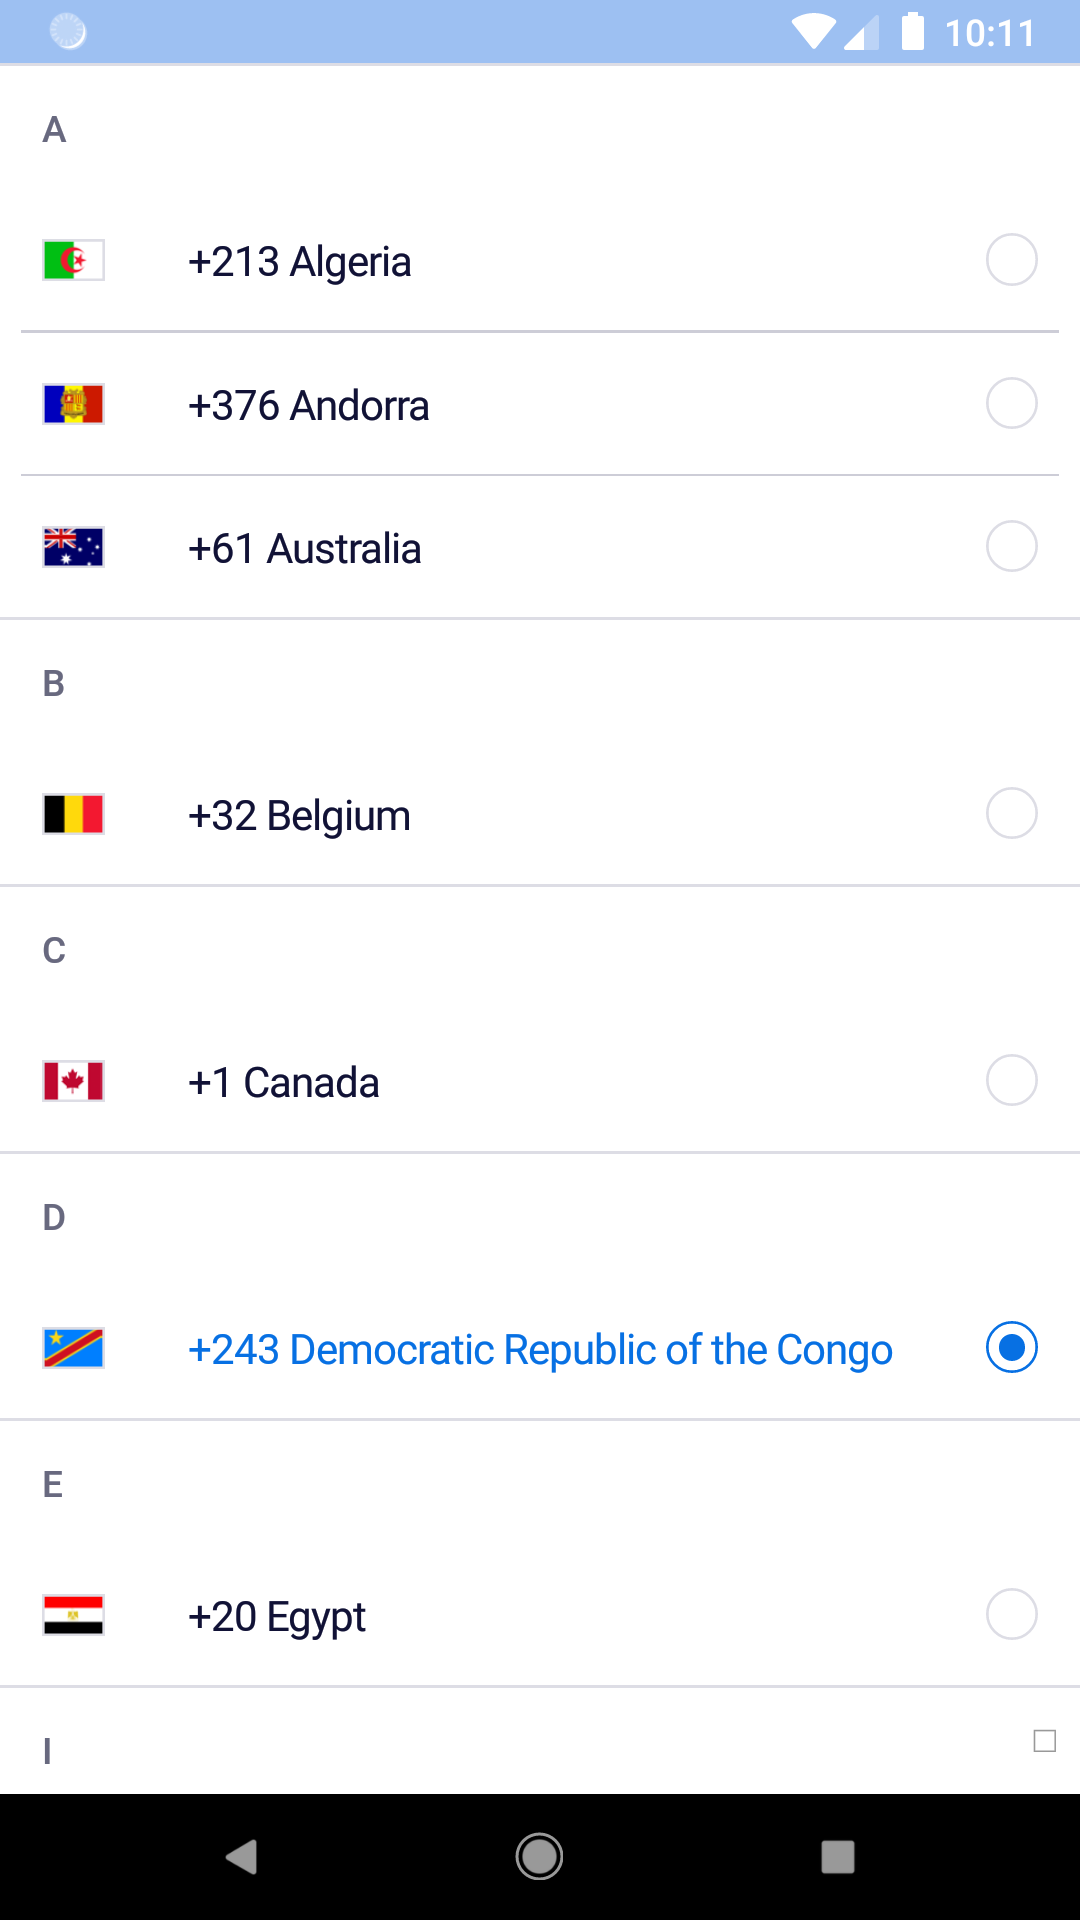 10:11
A
+213 Algeria
+376 Andorra
+61 Australia
B
+32 Belgium
C
+1 Canada
D
+243 Democratic Republic of the Congo
E
+20 Egypt
I